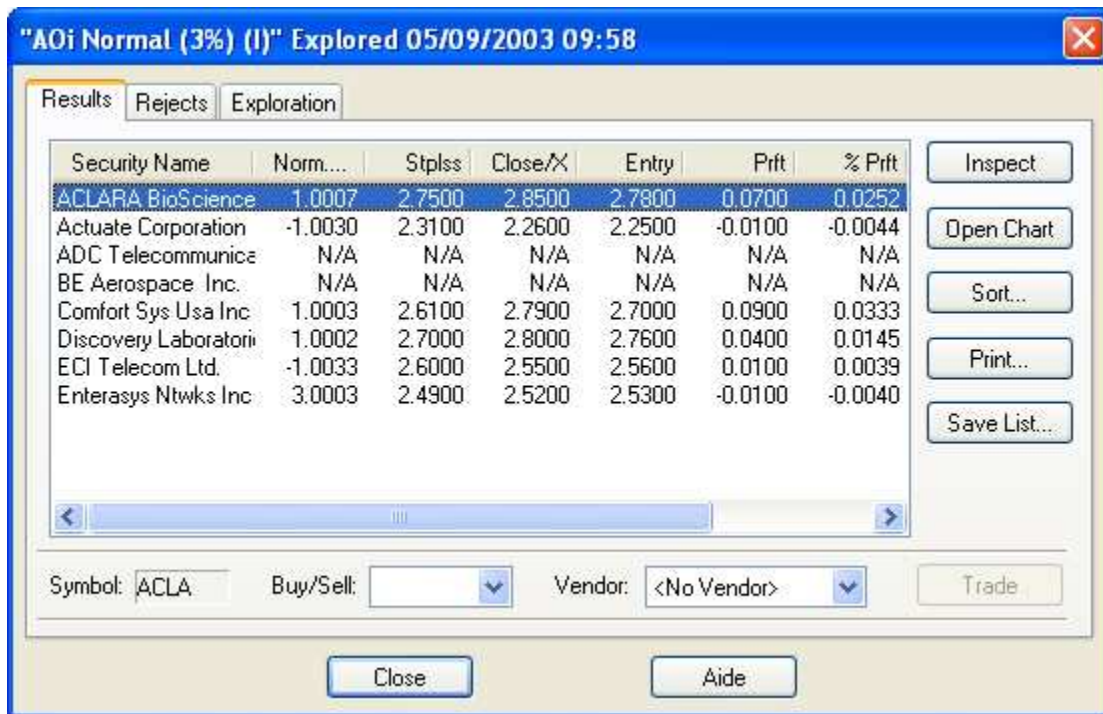 "AOi Normal (3%) (I)" Explored 05/09/2003 09:58
Results Rejects Exploration
Security Name Norm.... Stplss Close/X Entry Prft % Prft
ACLARA BioScience 1.0007 2.7500 2.8500 2.7800 0.0700 0.0252
Actuate Corporation -1.0030 2.3100 2.2600 2.2500 -0.0100 -0.0044
ADC Telecommunica N/A N/A N/A N/A N/A N/A
BE Aerospace Inc. N/A N/A N/A N/A N/A N/A
Comfort Sys Usa Inc 1.0003 2.6100 2.7900 2.7000 0.0900 0.0333
Discovery Laboratori 1.0002 2.7000 2.8000 2.7600 0.0400 0.0145
ECI Telecom Ltd. -1.0033 2.6000 2.5500 2.5600 0.0100 0.0039
Enterasys Ntwks Inc 3.0003 2.4900 2.5200 2.5300 -0.0100 -0.0040
Inspect
Open Chart
Sort...
Print...
Save List...
Symbol: ACLA Buy/Sell: Vendor: <No Vendor> Trade
Close Aide